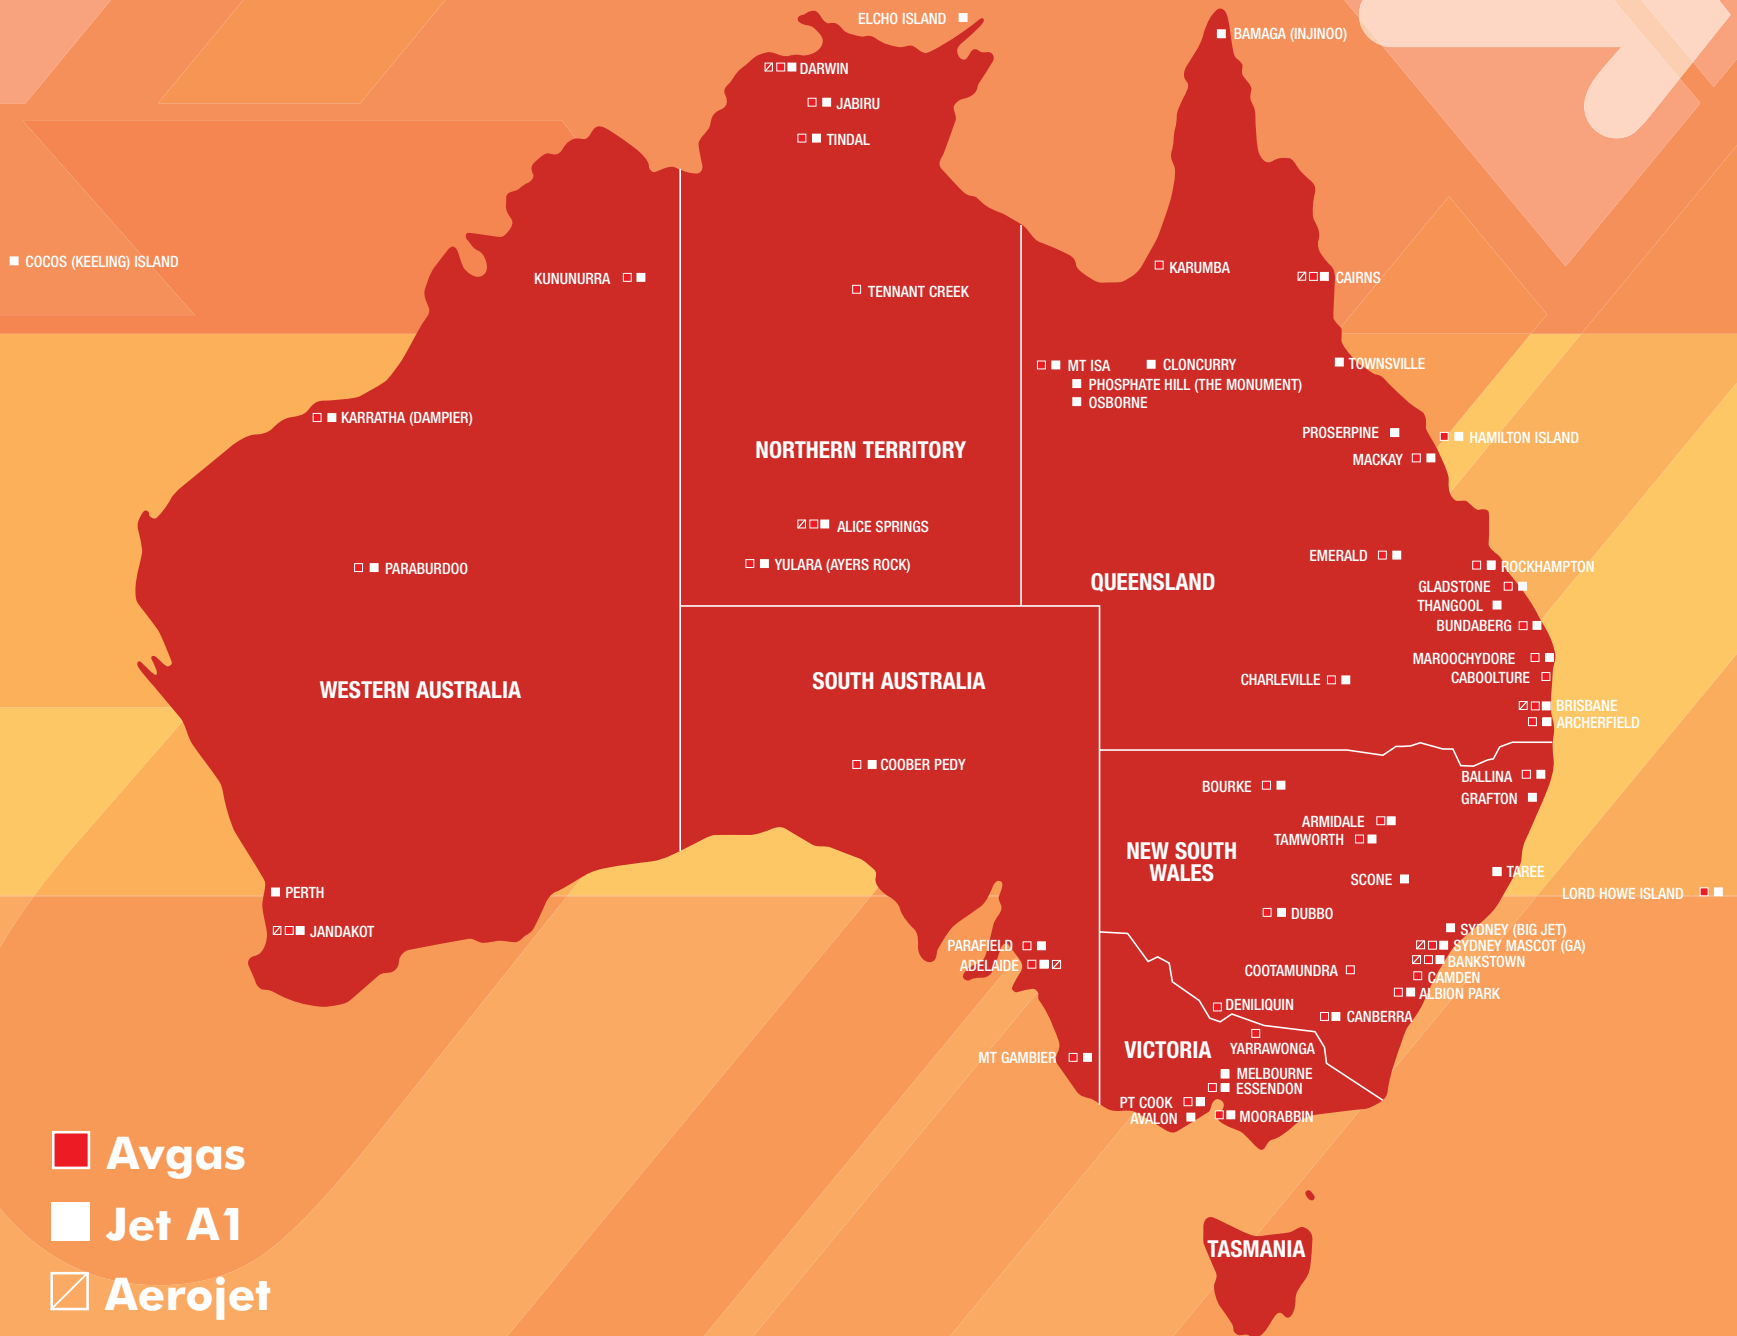 ELCHO ISLAND
BAMAGA (INJINOO)
DARWIN
JABIRU
TINDAL
COCOS (KEELING) ISLAND
KUNUNURRA
TENNANT CREEK
KARUMBA
CAIRNS
MT ISA
CLONCURRY
TOWNSVILLE
PHOSPHATE HILL (THE MONUMENT)
OSBORNE
KARRATHA (DAMPIER)
PROSERPINE
HAMILTON ISLAND
MACKAY
NORTHERN TERRITORY
ALICE SPRINGS
YULARA (AYERS ROCK)
PARABURDOO
EMERALD
ROCKHAMPTON
QUEENSLAND
GLADSTONE
THANGOOL
BUNDABERG
MAROOCHYDORE
CABOOLTURE
CHARLEVILLE
WESTERN AUSTRALIA
SOUTH AUSTRALIA
BRISBANE
ARCHERFIELD
COOBER PEDY
BOURKE
BALLINA
GRAFTON
ARMIDALE
TAMWORTH
NEW SOUTH
WALES
SCONE
TAREE
LORD HOWE ISLAND
PERTH
JANDAKOT
DUBBO
SYDNEY (BIG JET)
SYDNEY MASCOT (GA)
BANKSTOWN
CAMDEN
ALBION PARK
PARAFIELD
ADELAIDE
COOTAMUNDRA
DENILIQUIN
CANBERRA
YARRAWONGA
VICTORIA
MT GAMBIER
MELBOURNE
ESSENDON
PT COOK
AVALON
MOORABBIN
TASMANIA
Avgas
Jet A1
Aerojet